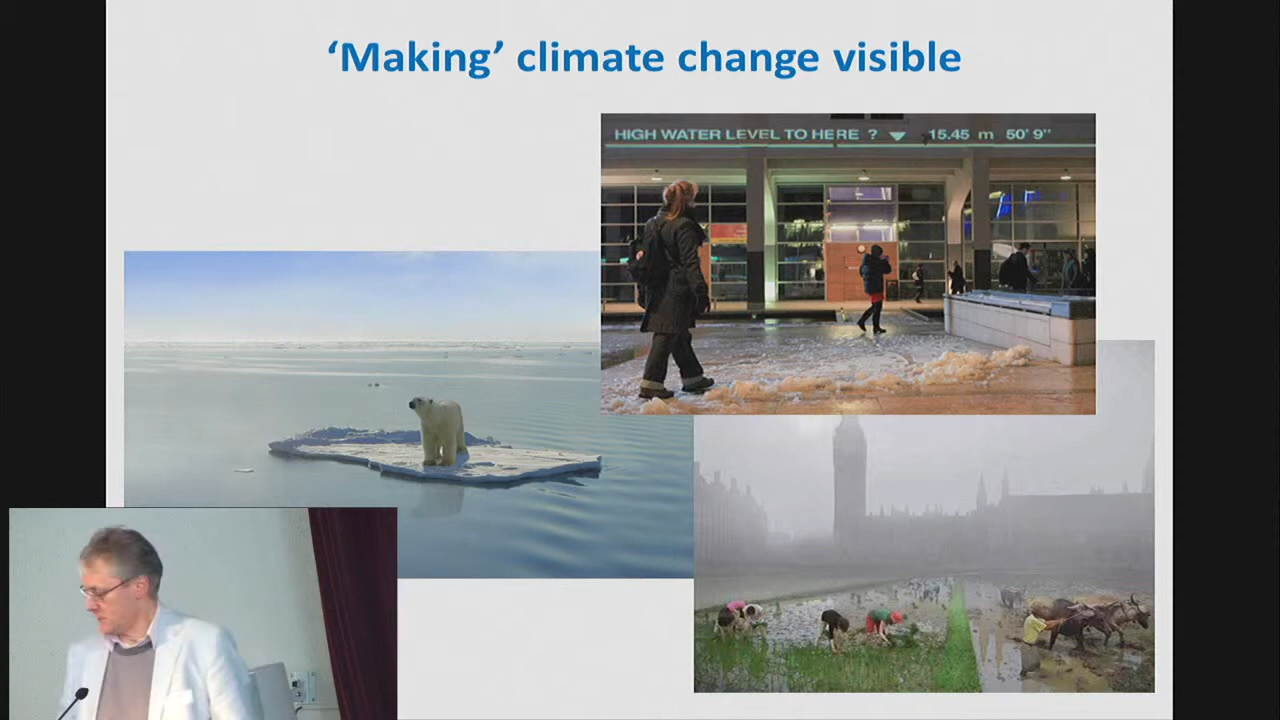 ‘Making’ climate change visible
HIGH WATER LEVEL TO HERE ? 15.45 m 50' 9"